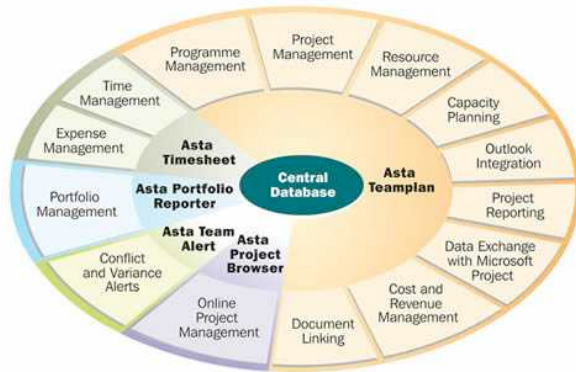 Programme
Management
Project
Management
Resource
Management
Capacity
Planning
Outlook
Integration
Project
Reporting
Data Exchange
with Microsoft
Project
Cost and
Revenue
Management
Document
Linking
Online
Project
Management
Conflict
and Variance
Alerts
Portfolio
Management
Expense
Management
Time
Management
Asta
Timesheet
Asta Portfolio
Reporter
Asta Team
Alert
Asta
Project
Browser
Central
Database
Asta
Teamplan